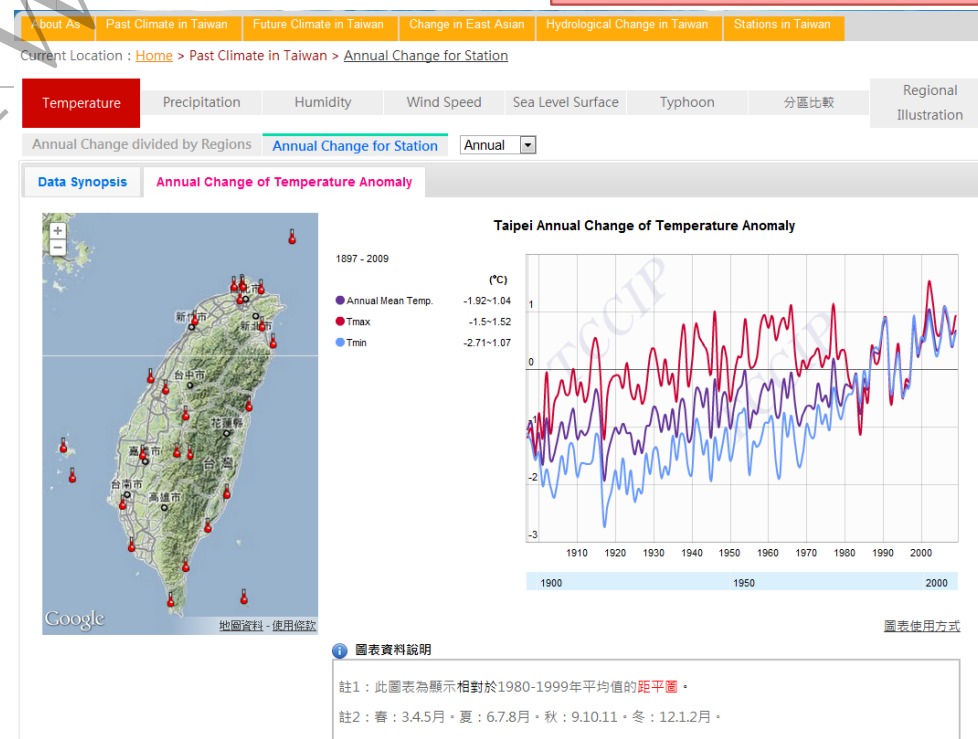 About As Past Climate in Taiwan Future Climate in Taiwan Change in East Asian Hydrological Change in Taiwan Stations in Taiwan
Current Location : Home > Past Climate in Taiwan > Annual Change for Station
Temperature Precipitation Humidity Wind Speed Sea Level Surface Typhoon 分區比較 Regional Illustration
Annual Change divided by Regions Annual Change for Station Annual
Data Synopsis Annual Change of Temperature Anomaly
+
−
新竹市
新北市
台中市
花蓮縣
嘉義市
台灣
台南市
高雄市
Google
地圖資料 - 使用條款
Taipei Annual Change of Temperature Anomaly
1897 - 2009
(°C)
Annual Mean Temp. -1.92~1.04
Tmax -1.5~1.52
Tmin -2.71~1.07
TCCIP
TCCIP
1
0
-1
-2
-3
1910 1920 1930 1940 1950 1960 1970 1980 1990 2000
1900 1950 2000
圖表使用方式
圖表資料說明
註1：此圖表為顯示相對於1980-1999年平均值的距平圖。
註2：春：3.4.5月。夏：6.7.8月。秋：9.10.11。冬：12.1.2月。